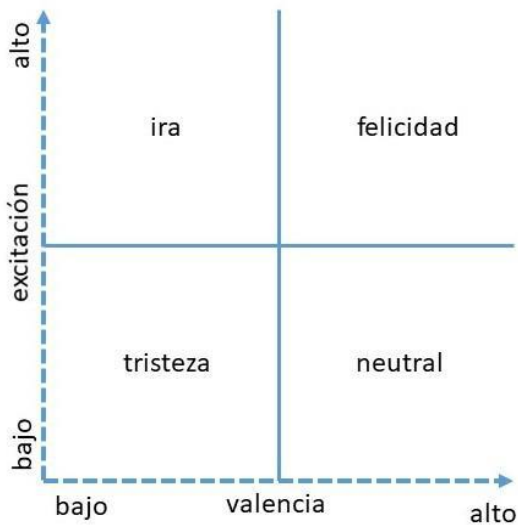 alto
ira
felicidad
excitación
tristeza
neutral
bajo
bajo
valencia
alto